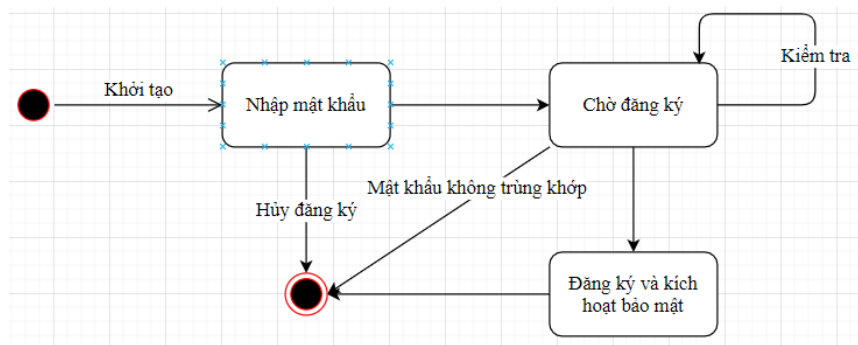 Kiểm tra
Khởi tạo
Nhập mật khẩu
Chờ đăng ký
Mật khẩu không trùng khớp
Hủy đăng ký
Đăng ký và kích
hoạt bảo mật